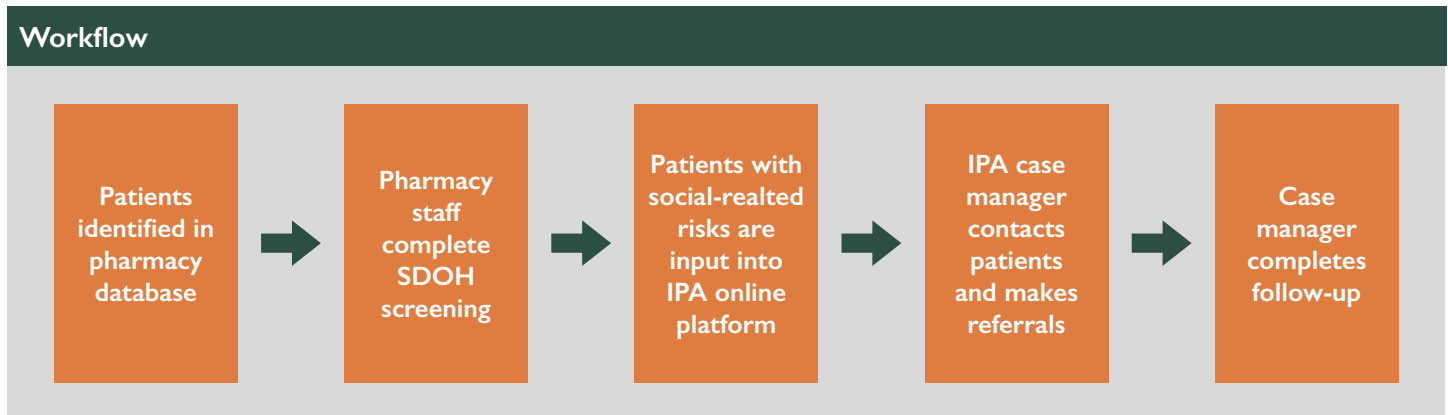 Workflow
Patients
identified in
pharmacy
database
Pharmacy
staff
complete
SDOH
screening
Patients with
social-realted
risks are
input into
IPA online
platform
IPA case
manager
contacts
patients
and makes
referrals
Case
manager
completes
follow-up